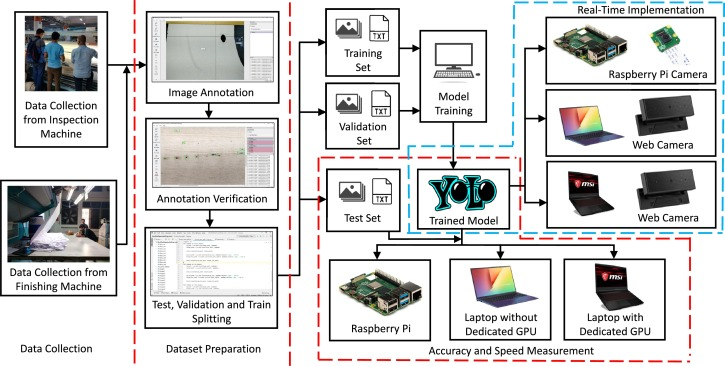 Data Collection
from Inspection
Machine
Data Collection from
Finishing Machine
Data Collection
Image Annotation
Annotation Verification
Test, Validation and Train
Splitting
Dataset Preparation
TXT
Training
Set
TXT
Validation
Set
TXT
Test Set
Model
Training
YOLO
Trained Model
Real-Time Implementation
Raspberry Pi Camera
Web Camera
msi
Web Camera
Raspberry Pi
Laptop without
Dedicated GPU
msi
Laptop with
Dedicated GPU
Accuracy and Speed Measurement